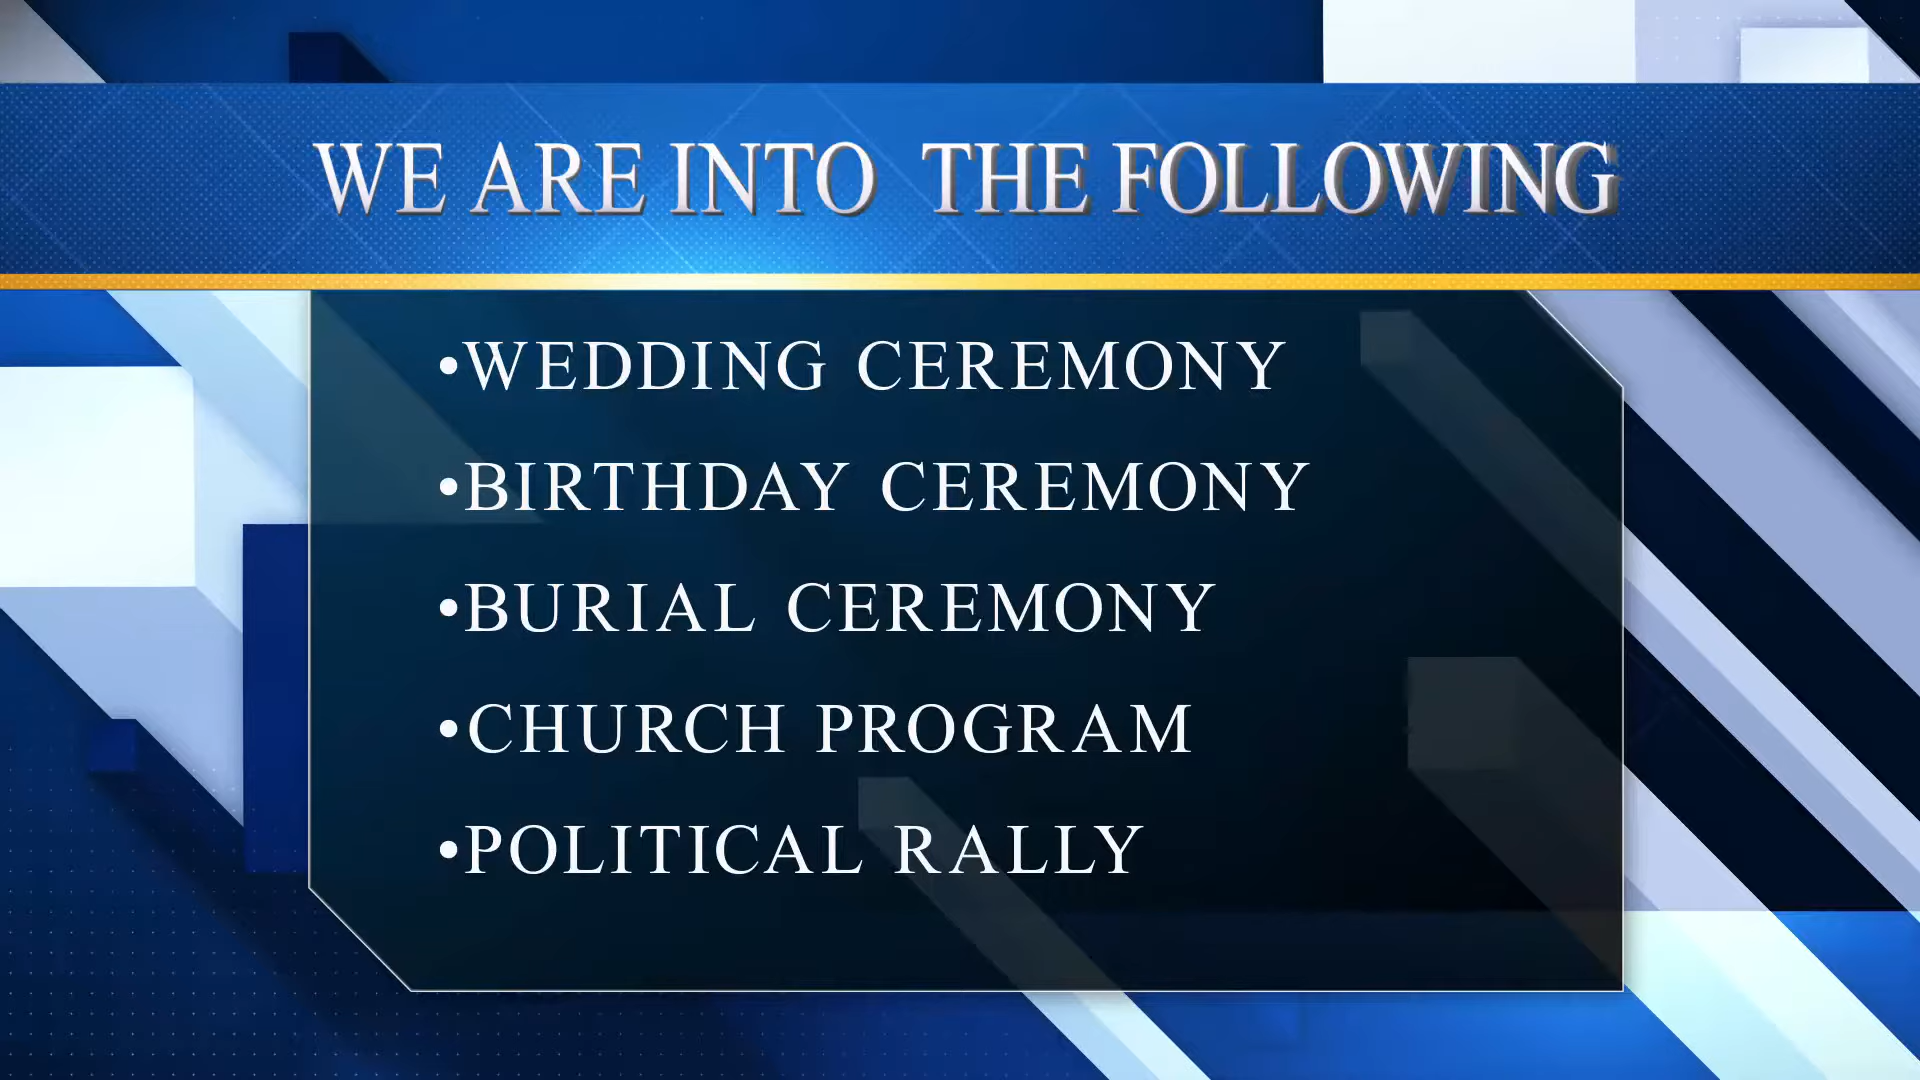 WE ARE INTO THE FOLLOWING
•WEDDING CEREMONY
•BIRTHDAY CEREMONY
•BURIAL CEREMONY
•CHURCH PROGRAM
•POLITICAL RALLY